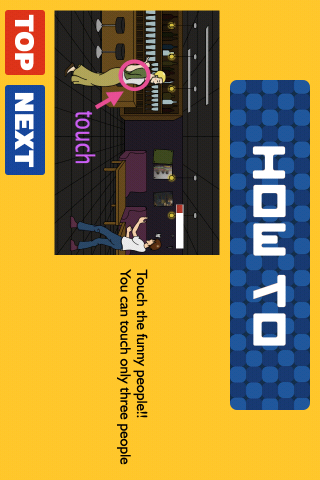 HOW TO
touch
Touch the funny people!!
You can touch only three people
TOP
NEXT